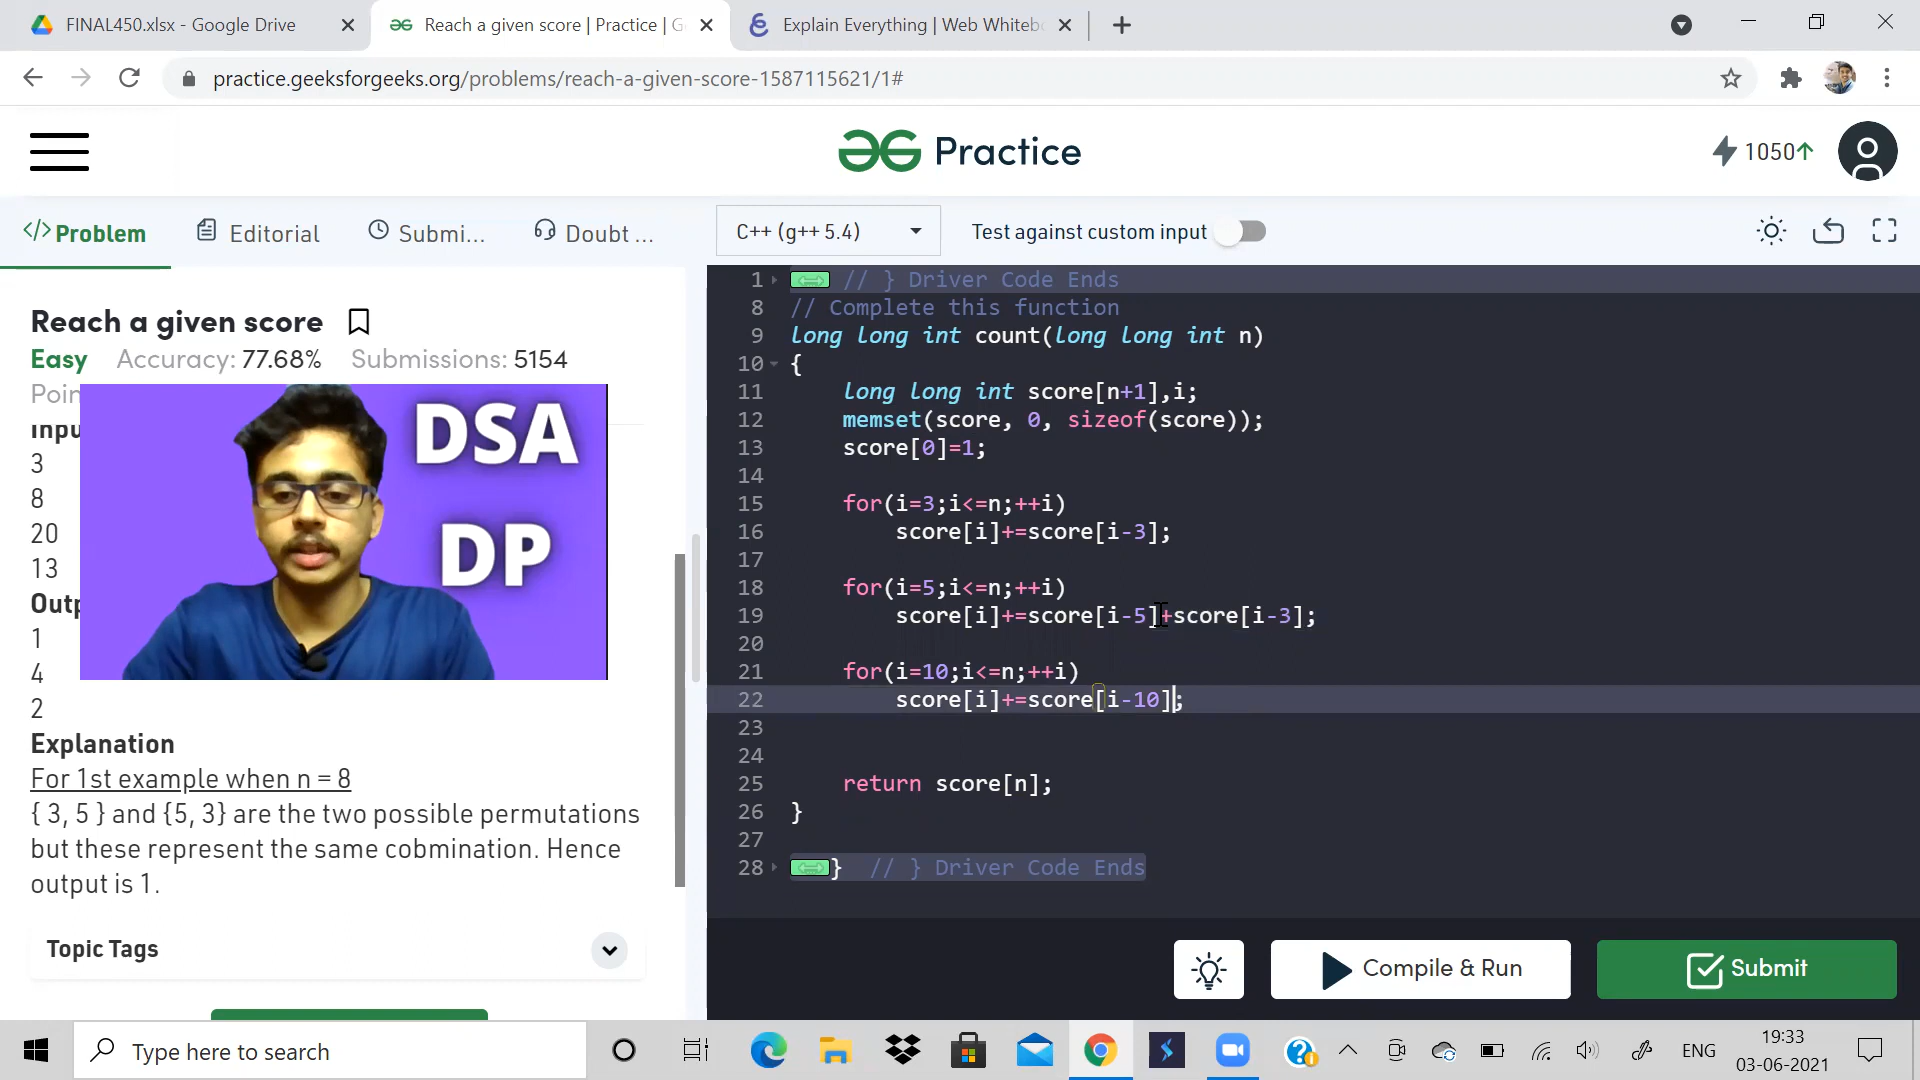 FINAL450.xlsx - Google Drive
Reach a given score | Practice | G
Explain Everything | Web Whitebo
practice.geeksforgeeks.org/problems/reach-a-given-score-1587115621/1#
Practice
1050
</> Problem
Editorial
Submi...
Doubt ...
C++ (g++ 5.4)
Test against custom input
Reach a given score
Easy Accuracy: 77.68% Submissions: 5154
Poin
Inpu
3
8
20
13
Outp
1
4
2
DSA
DP
Explanation
For 1st example when n = 8
{ 3, 5 } and {5, 3} are the two possible permutations
but these represent the same cobmination. Hence
output is 1.
Topic Tags
1 // } Driver Code Ends
8 // Complete this function
9 long long int count(long long int n)
10 {
11 long long int score[n+1],i;
12 memset(score, 0, sizeof(score));
13 score[0]=1;
14
15 for(i=3;i<=n;++i)
16 score[i]+=score[i-3];
17
18 for(i=5;i<=n;++i)
19 score[i]+=score[i-5]+score[i-3];
20
21 for(i=10;i<=n;++i)
22 score[i]+=score[i-10];
23
24
25 return score[n];
26 }
27
28 } // } Driver Code Ends
Compile & Run
Submit
Type here to search
ENG
19:33
03-06-2021